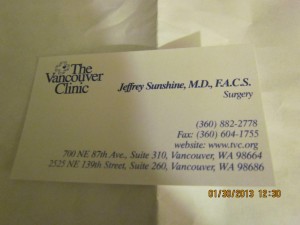 The
Vancouver
Clinic
Jeffrey Sunshine, M.D., F.A.C.S.
Surgery
(360) 882-2778
Fax: (360) 604-1755
website: www.tvc.org
700 NE 87th Ave., Suite 310, Vancouver, WA 98664
2525 NE 139th Street, Suite 260, Vancouver, WA 98686
01/30/2013 12:30